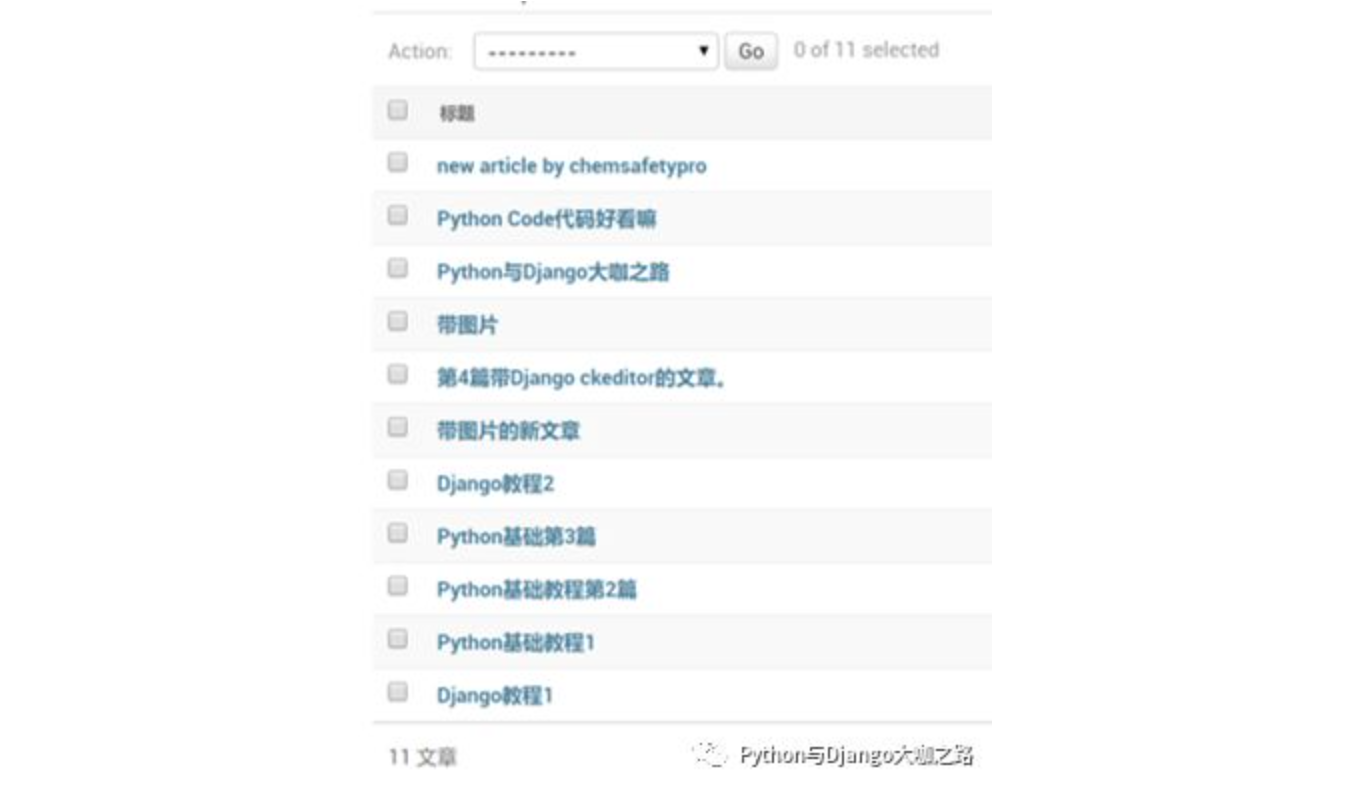 Action: --------- Go 0 of 11 selected
标题
new article by chemsafetypro
Python Code代码好看嘛
Python与Django大咖之路
带图片
第4篇带Django ckeditor的文章。
带图片的新文章
Django教程2
Python基础第3篇
Python基础教程第2篇
Python基础教程1
Django教程1
11 文章
Python与Django大咖之路